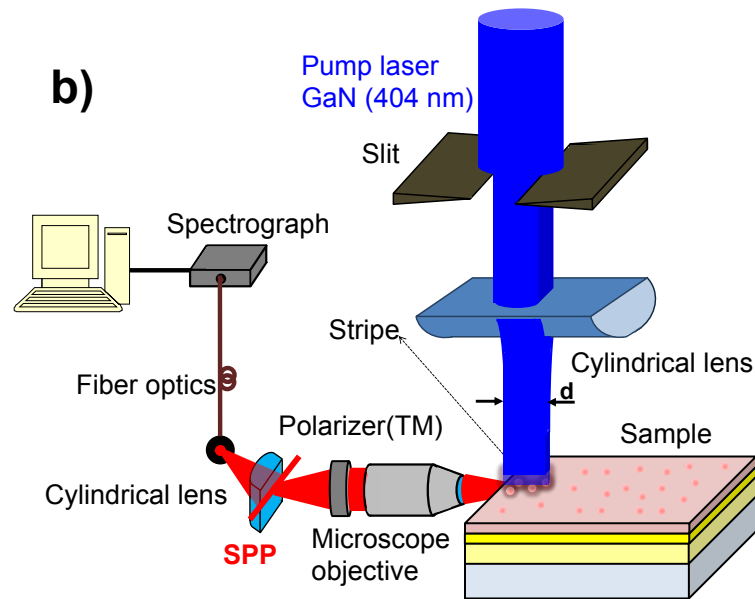 b)
Pump laser
GaN (404 nm)
Slit
Spectrograph
Stripe
Cylindrical lens
d
Fiber optics
Polarizer(TM)
Sample
Cylindrical lens
SPP
Microscope
objective